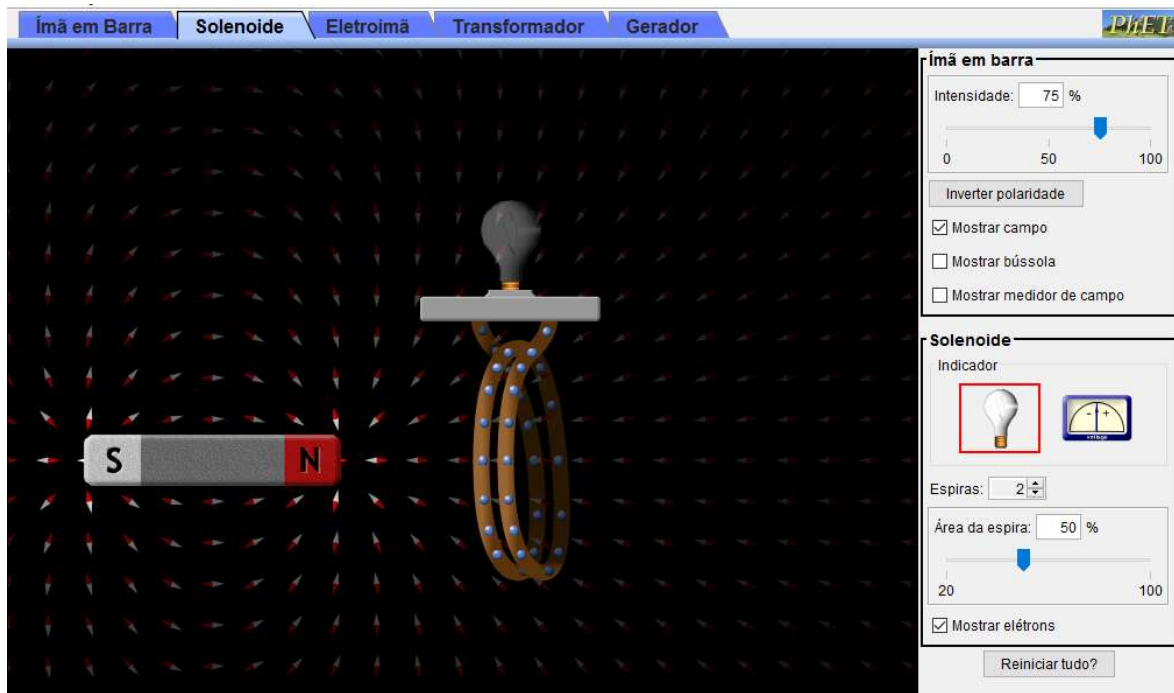 Ímã em Barra
Solenoide
Eletroimã
Transformador
Gerador
PhET
Ímã em barra
Intensidade: 75 %
0 50 100
Inverter polaridade
Mostrar campo
Mostrar bússola
Mostrar medidor de campo
S N
Solenoide
Indicador
- +
voltage
Espiras: 2
Área da espira: 50 %
20 100
Mostrar elétrons
Reiniciar tudo?